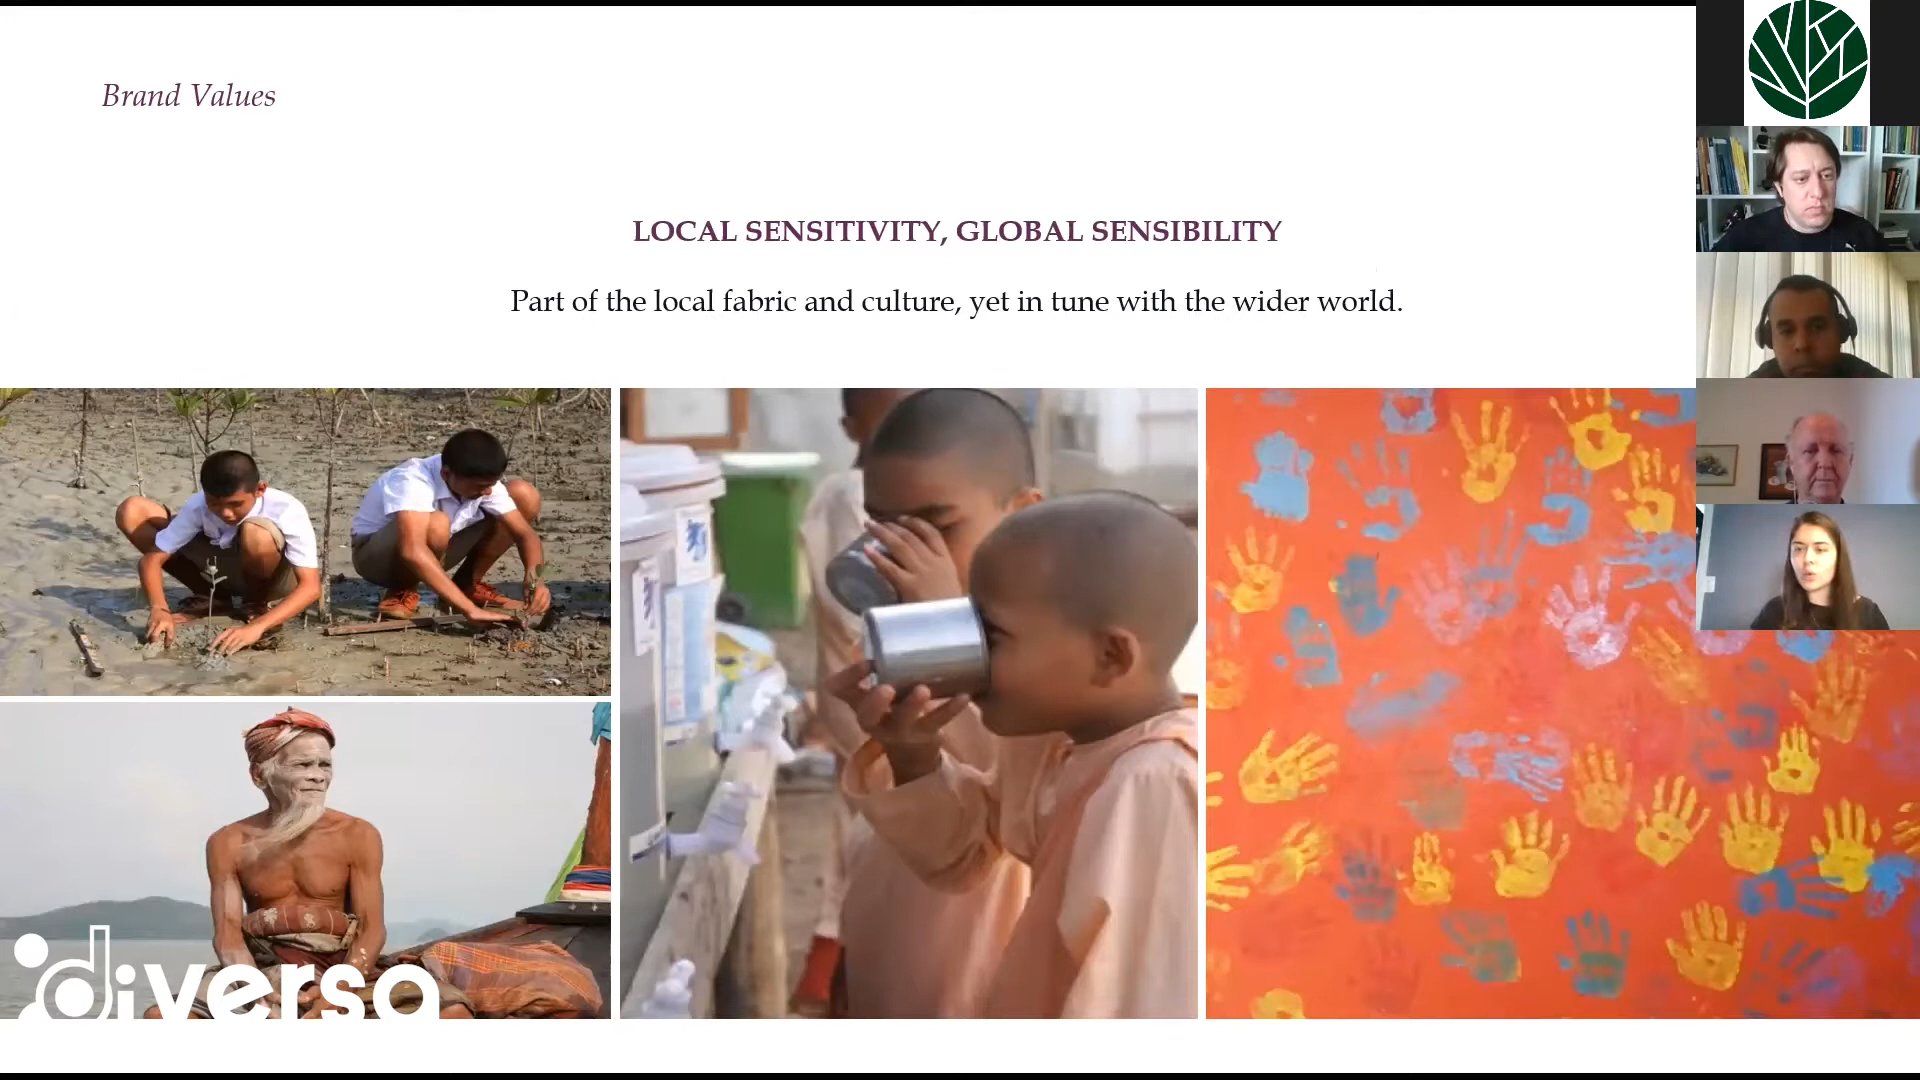 Brand Values
LOCAL SENSITIVITY, GLOBAL SENSIBILITY
Part of the local fabric and culture, yet in tune with the wider world.
diversa